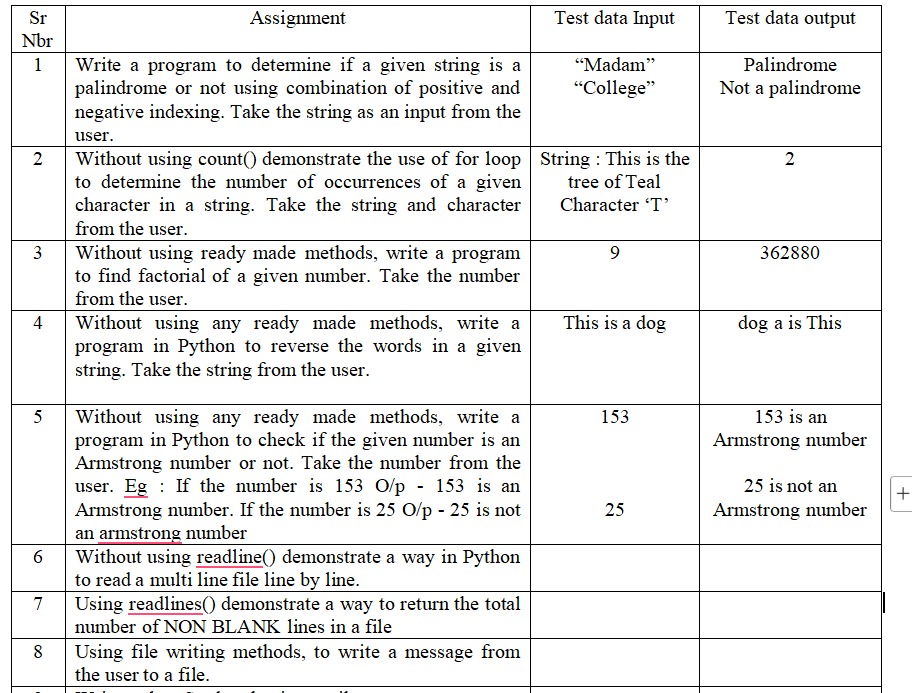 Sr Nbr
Assignment
Test data Input
Test data output
1
Write a program to determine if a given string is a
palindrome or not using combination of positive and
negative indexing. Take the string as an input from the
user.
“Madam”
“College”
Palindrome
Not a palindrome
2
Without using count() demonstrate the use of for loop
to determine the number of occurrences of a given
character in a string. Take the string and character
from the user.
String : This is the
tree of Teal
Character ‘T’
2
3
Without using ready made methods, write a program
to find factorial of a given number. Take the number
from the user.
9
362880
4
Without using any ready made methods, write a
program in Python to reverse the words in a given
string. Take the string from the user.
This is a dog
dog a is This
5
Without using any ready made methods, write a
program in Python to check if the given number is an
Armstrong number or not. Take the number from the
user. Eg : If the number is 153 O/p - 153 is an
Armstrong number. If the number is 25 O/p - 25 is not
an armstrong number
153
25
153 is an
Armstrong number
25 is not an
Armstrong number
6
Without using readline() demonstrate a way in Python
to read a multi line file line by line.
7
Using readlines() demonstrate a way to return the total
number of NON BLANK lines in a file
8
Using file writing methods, to write a message from
the user to a file.